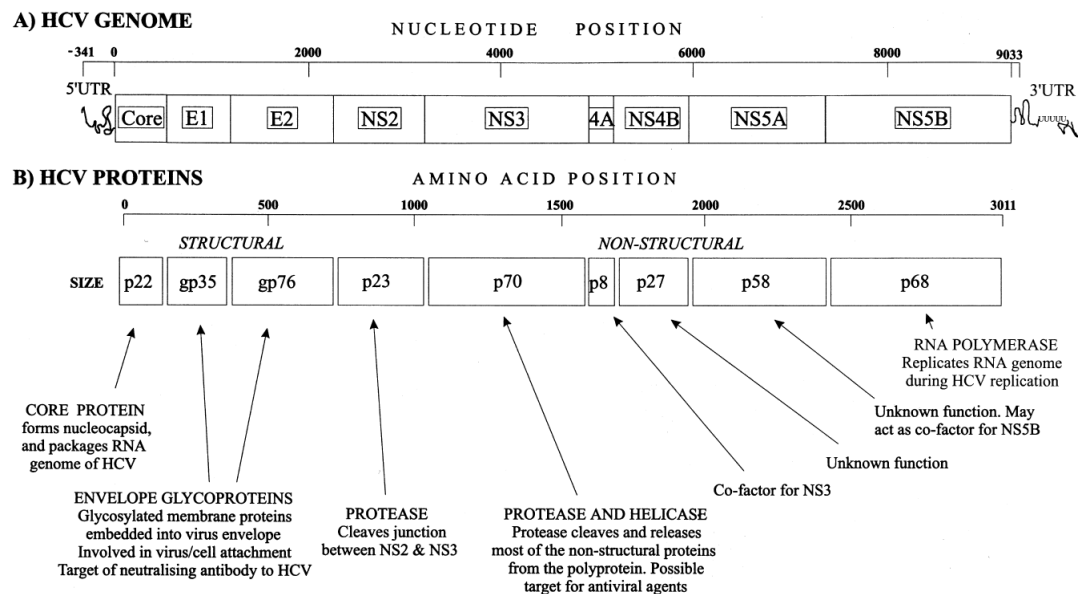 A) HCV GENOME
NUCLEOTIDE POSITION
-341 0 2000 4000 6000 8000 9033
5'UTR 3'UTR
Core E1 E2 NS2 NS3 4A NS4B NS5A NS5B UUUUU
B) HCV PROTEINS
AMINO ACID POSITION
0 500 1000 1500 2000 2500 3011
STRUCTURAL NON-STRUCTURAL
SIZE p22 gp35 gp76 p23 p70 p8 p27 p58 p68
RNA POLYMERASE
Replicates RNA genome
during HCV replication
CORE PROTEIN
forms nucleocapsid,
and packages RNA
genome of HCV
Unknown function. May
act as co-factor for NS5B
Unknown function
Co-factor for NS3
ENVELOPE GLYCOPROTEINS
Glycosylated membrane proteins
embedded into virus envelope
Involved in virus/cell attachment
Target of neutralising antibody to HCV
PROTEASE
Cleaves junction
between NS2 & NS3
PROTEASE AND HELICASE
Protease cleaves and releases
most of the non-structural proteins
from the polyprotein. Possible
target for antiviral agents